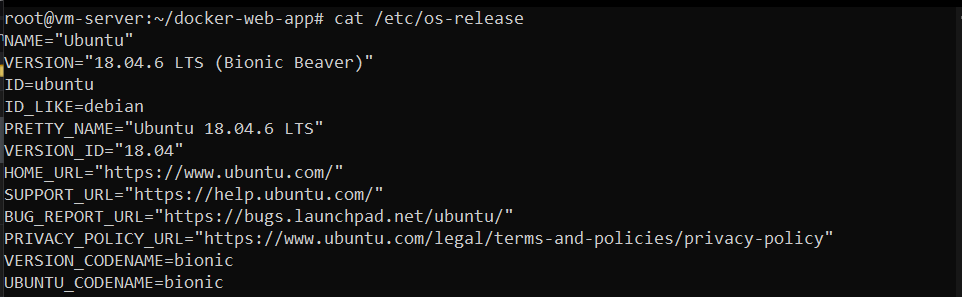 root@vm-server:~/docker-web-app# cat /etc/os-release
NAME="Ubuntu"
VERSION="18.04.6 LTS (Bionic Beaver)"
ID=ubuntu
ID_LIKE=debian
PRETTY_NAME="Ubuntu 18.04.6 LTS"
VERSION_ID="18.04"
HOME_URL="https://www.ubuntu.com/"
SUPPORT_URL="https://help.ubuntu.com/"
BUG_REPORT_URL="https://bugs.launchpad.net/ubuntu/"
PRIVACY_POLICY_URL="https://www.ubuntu.com/legal/terms-and-policies/privacy-policy"
VERSION_CODENAME=bionic
UBUNTU_CODENAME=bionic